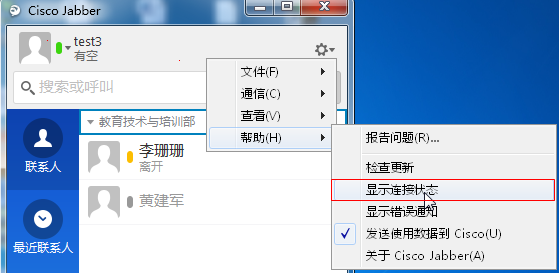 Cisco Jabber
test3
有空
搜索或呼叫
文件(F)
通信(C)
查看(V)
帮助(H)
教育技术与培训部
李珊珊
离开
黄建军
联系人
最近联系人
报告问题(R)...
检查更新
显示连接状态
显示错误通知
发送使用数据到 Cisco(U)
关于 Cisco Jabber(A)